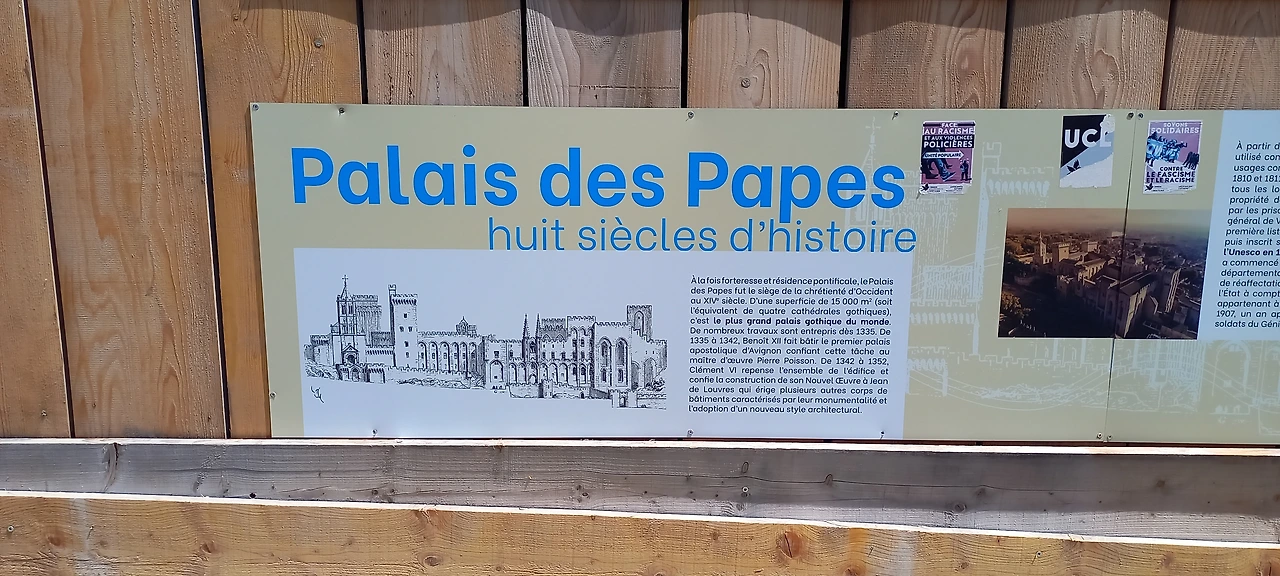 Palais des Papes
huit siècles d'histoire
À la fois forteresse et résidence pontificale, le Palais
des Papes fut le siège de la chrétienté d'Occident
au XIVᵉ siècle. D'une superficie de 15 000 m² (soit
l'équivalent de quatre cathédrales gothiques),
c'est le plus grand palais gothique du monde.
De nombreux travaux sont entrepris dès 1335. De
1335 à 1342, Benoît XII fait bâtir le premier palais
apostolique d'Avignon confiant cette tâche au
maître d'œuvre Pierre Poisson. De 1342 à 1352,
Clément VI repense l'ensemble de l'édifice et
confie la construction de son Nouvel Œuvre à Jean
de Louvres qui érige plusieurs autres corps de
bâtiments caractérisés par leur monumentalité et
l'adoption d'un nouveau style architectural.
FACE
AU RACISME
ET AUX VIOLENCES
POLICIÈRES
UNITÉ POPULAIRE
UCL
SOYONS
SOLIDAIRES
CONTRE
LE FASCISME
ET LE RACISME
À partir d
utilisé con
usages con
1810 et 1812
tous les lo
propriété d
par les pris
général de V
première list
puis inscrit s
l'Unesco en 1
a commencé
département
de réaffectat
l'État à compt
appartenant à
1907, un an ap
soldats du Géni